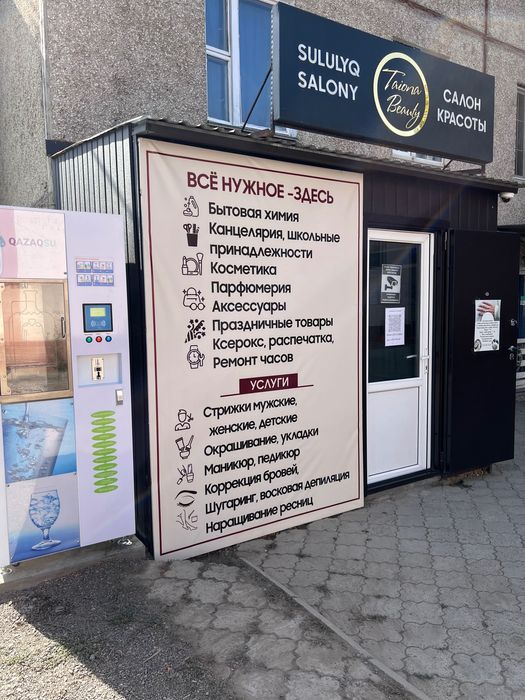 SULULYQ
SALONY
Taiona
Beauty
САЛОН
КРАСОТЫ
ВСЁ НУЖНОЕ -ЗДЕСЬ
Бытовая химия
Канцелярия, школьные
принадлежности
Косметика
Парфюмерия
Аксессуары
Праздничные товары
Ксерокс, распечатка,
Ремонт часов
УСЛУГИ
Стрижки мужские,
женские, детские
Окрашивание, укладки
Маникюр, педикюр
Коррекция бровей,
Шугаринг, восковая депиляция
Наращивание ресниц
QAZAQSU